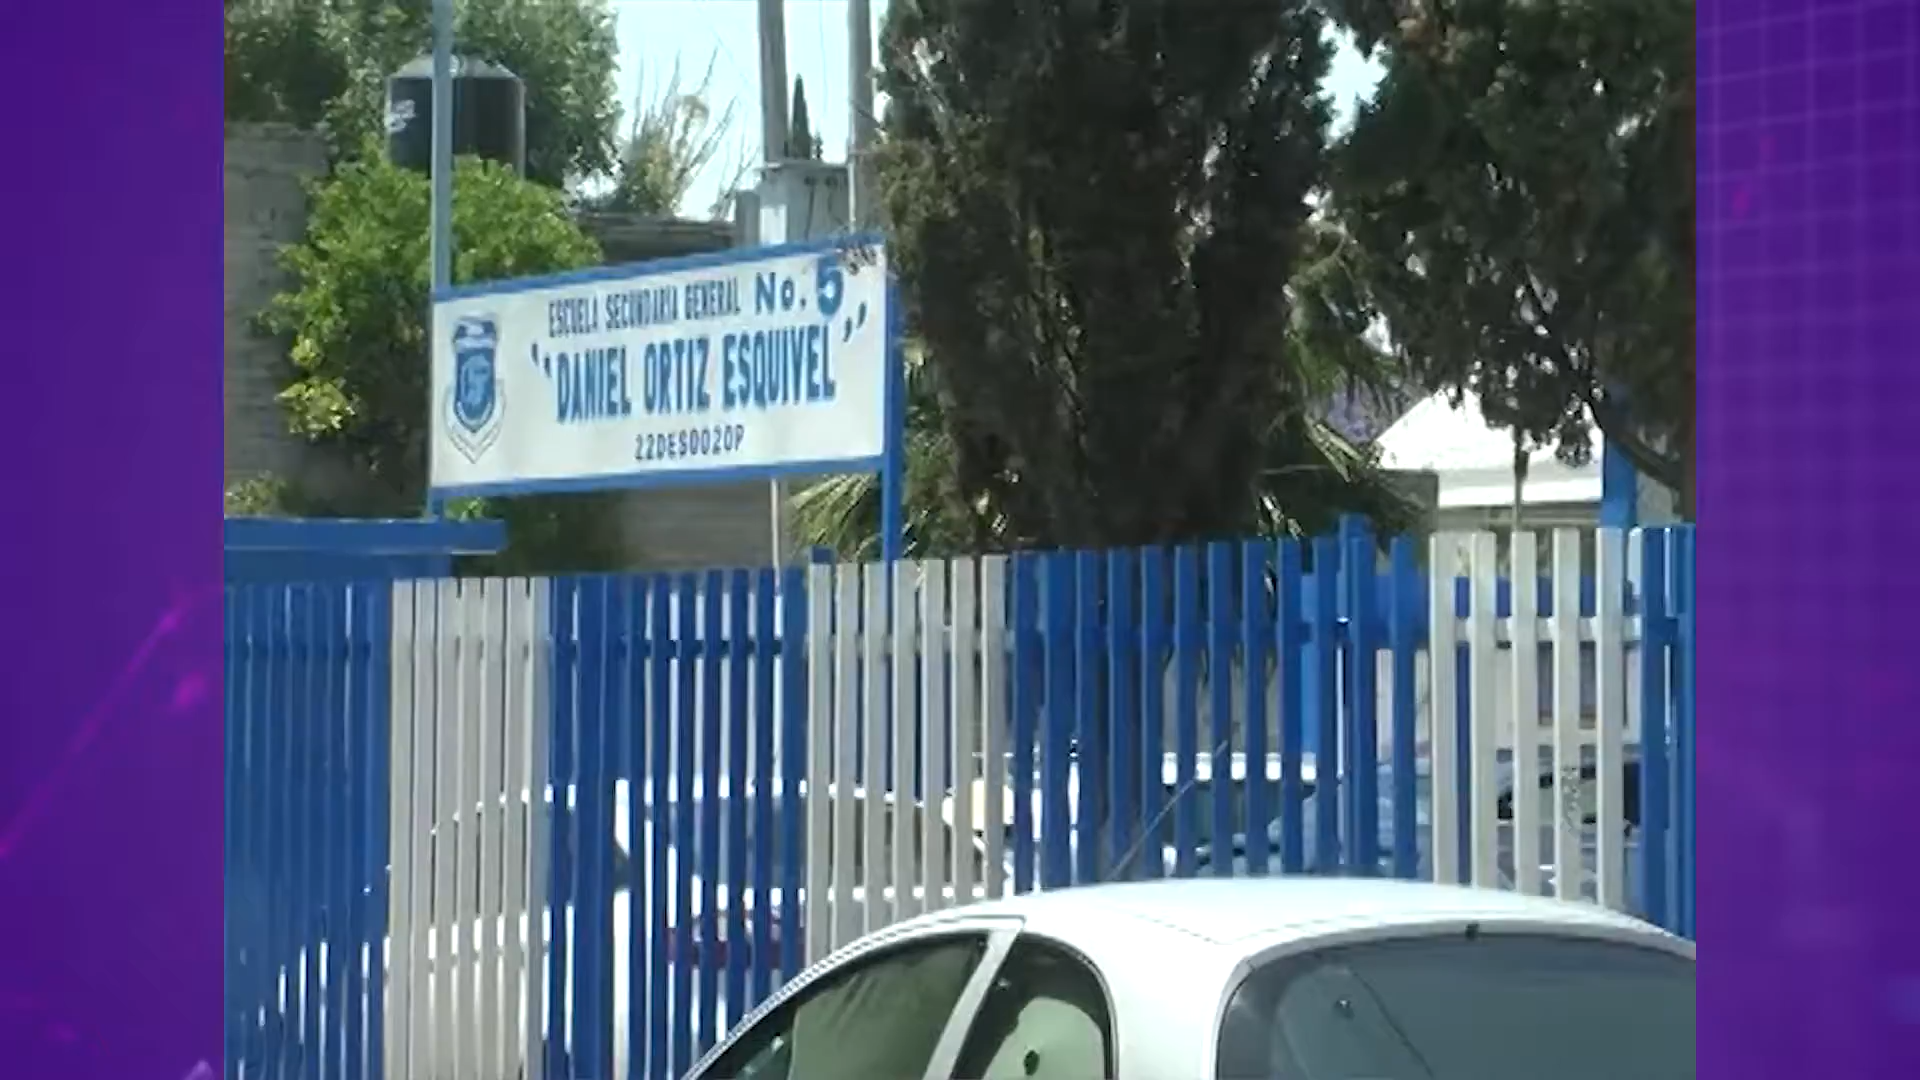 ESCUELA SECUNDARIA GENERAL No. 5
"DANIEL ORTIZ ESQUIVEL"
22DES0020P